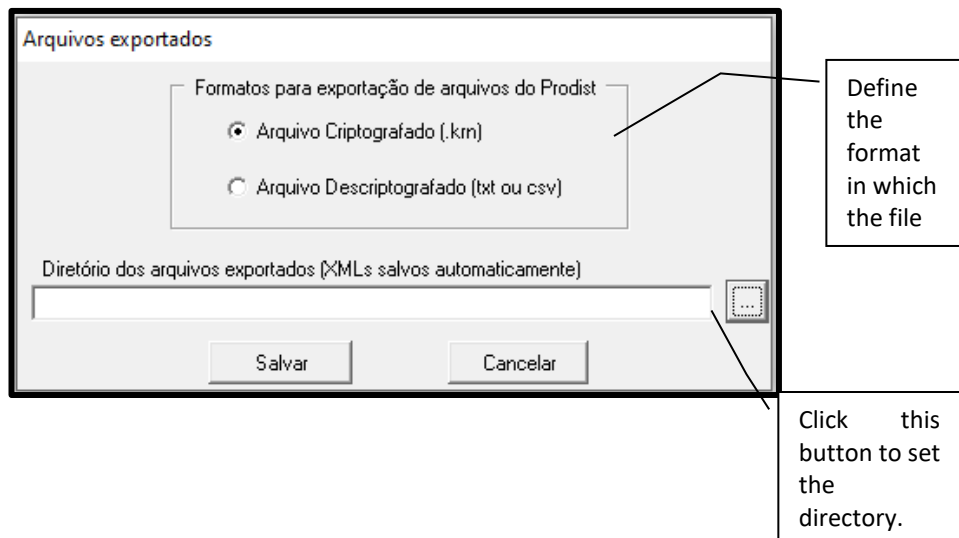 Arquivos exportados
Formatos para exportação de arquivos do Prodist
Arquivo Criptografado (.krn)
Arquivo Descriptografado (txt ou csv)
Diretório dos arquivos exportados (XMLs salvos automaticamente)
...
Salvar
Cancelar
Define
the
format
in which
the file
Click this
button to set
the
directory.